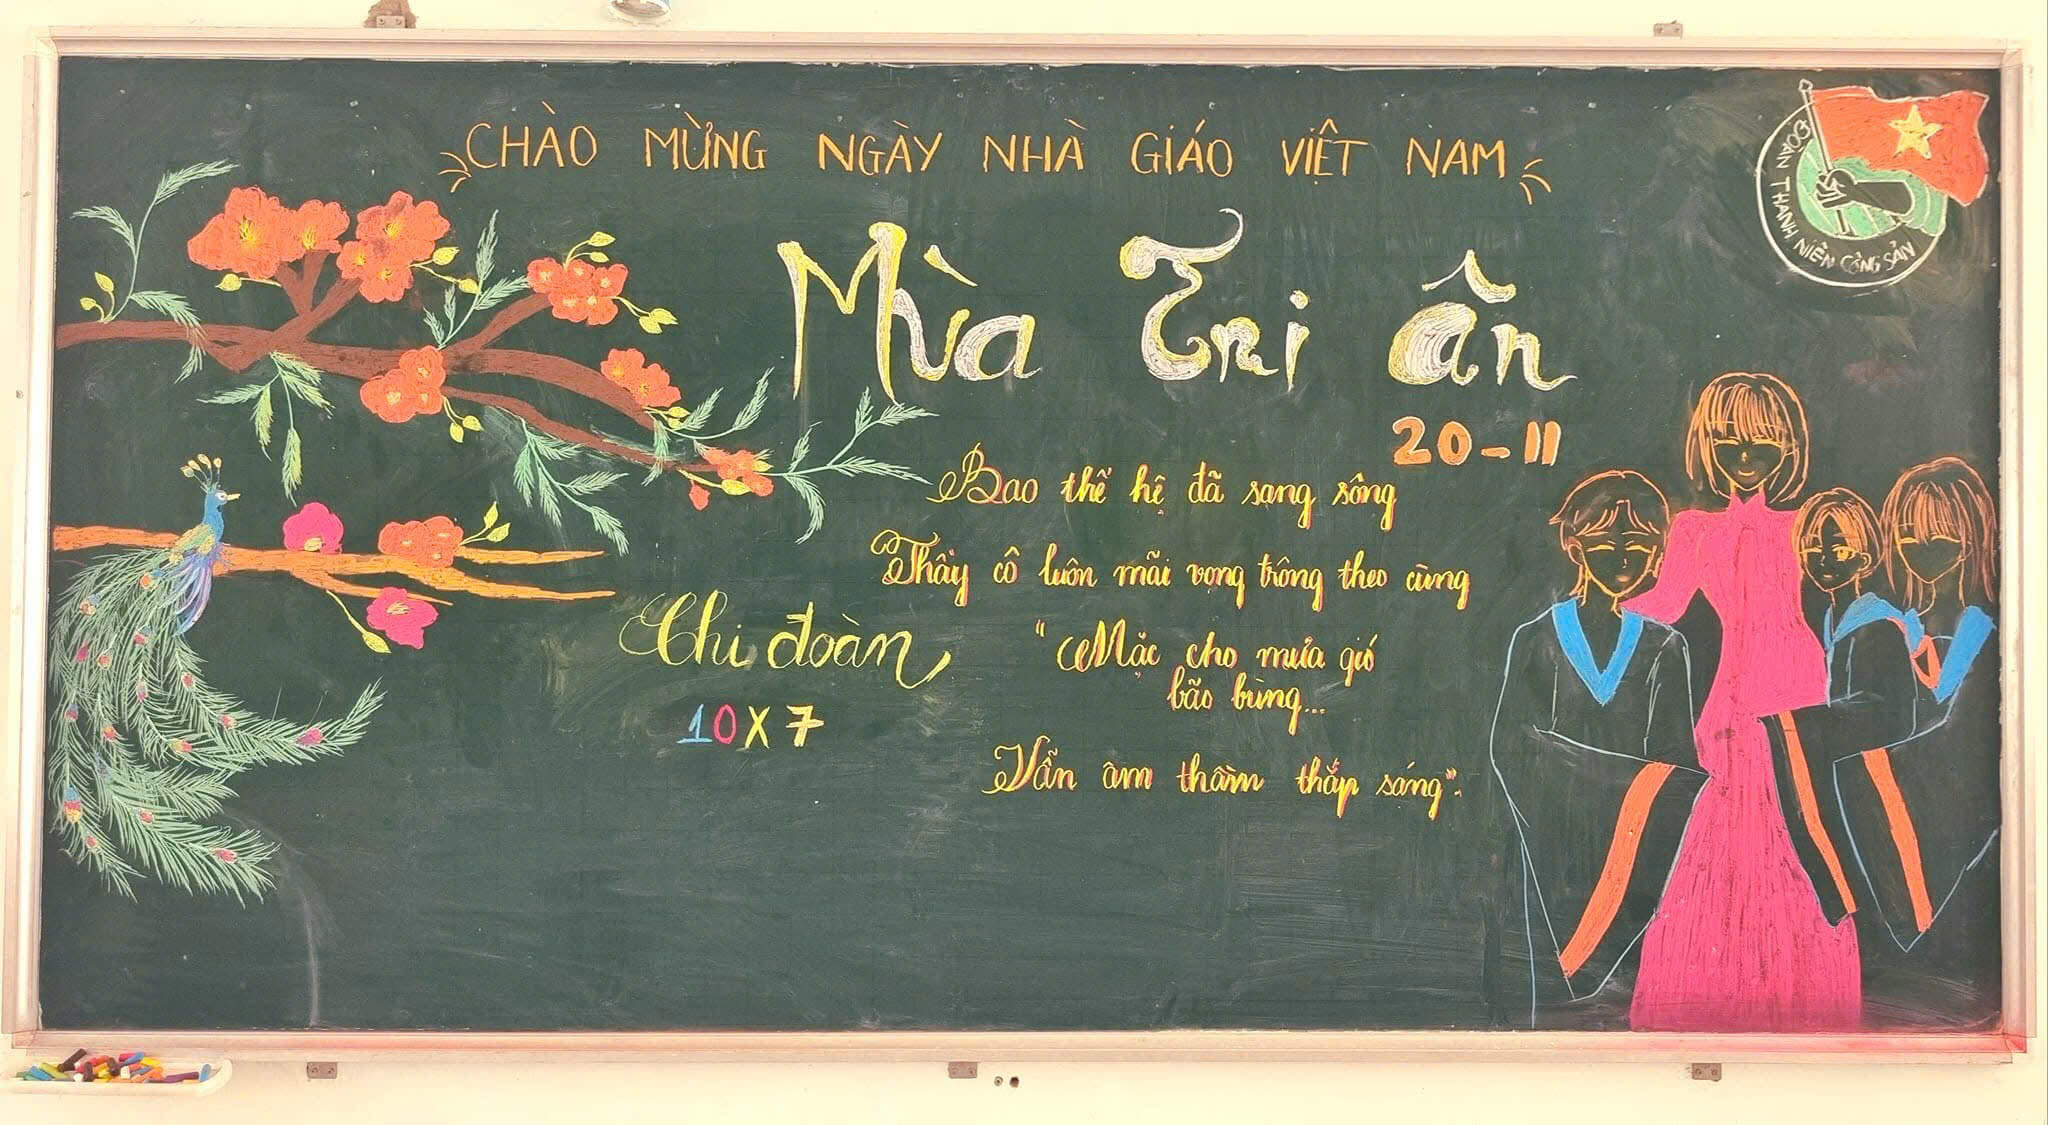 CHÀO MỪNG NGÀY NHÀ GIÁO VIỆT NAM
Mùa Tri ân
20-11
Bao thế hệ đã sang sông
Thầy cô luôn mãi vọng trông theo cùng
"Mặc cho mưa gió
bão bùng...
Vẫn âm thầm thắp sáng".
Chi đoàn
10X7
ĐOÀN THANH NIÊN CỘNG SẢN